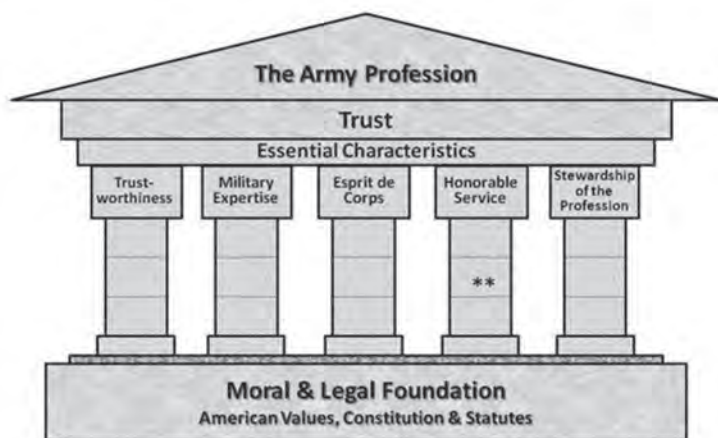 The Army Profession
Trust
Essential Characteristics
Trust-
worthiness
Military
Expertise
Esprit de
Corps
Honorable
Service
Stewardship
of the
Profession
**
Moral & Legal Foundation
American Values, Constitution & Statutes